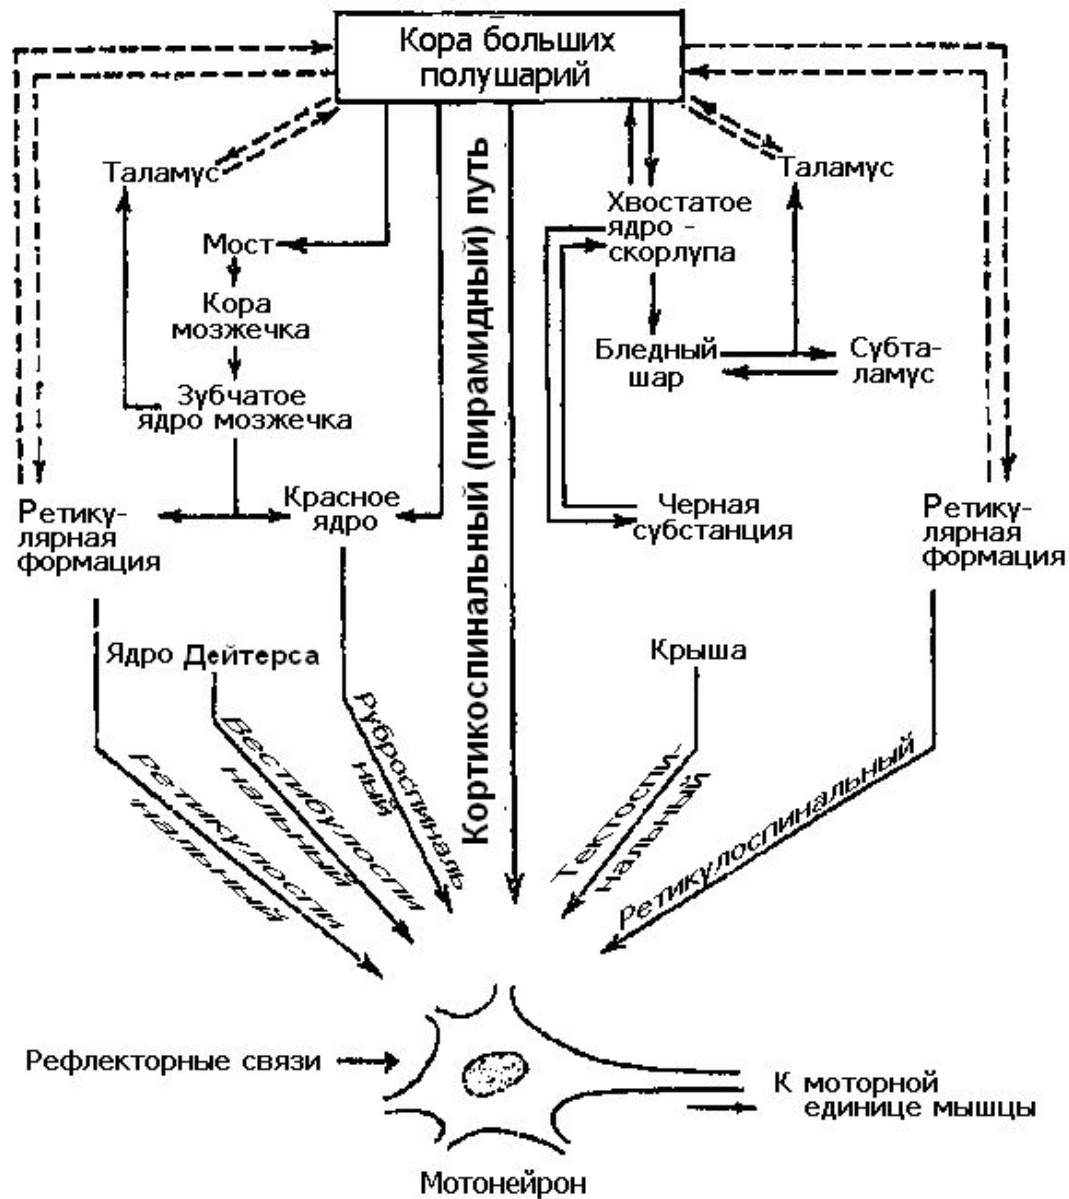 Кора больших
полушарий
Таламус
Таламус
Мост
Хвостатое
ядро -
скорлупа
Кора
мозжечка
Бледный
шар
Субта-
ламус
Зубчатое
ядро мозжечка
Кортикоспинальный (пирамидный) путь
Ретику-
лярная
формация
Красное
ядро
Черная
субстанция
Ретику-
лярная
формация
Ядро Дейтерса
Крыша
Ретикулоспи
нальный
Вестибулоспи
нальный
Руброспиналь
ный
Тектоспи-
нальный
Ретикулоспинальный
Рефлекторные связи
К моторной
единице мышцы
Мотонейрон